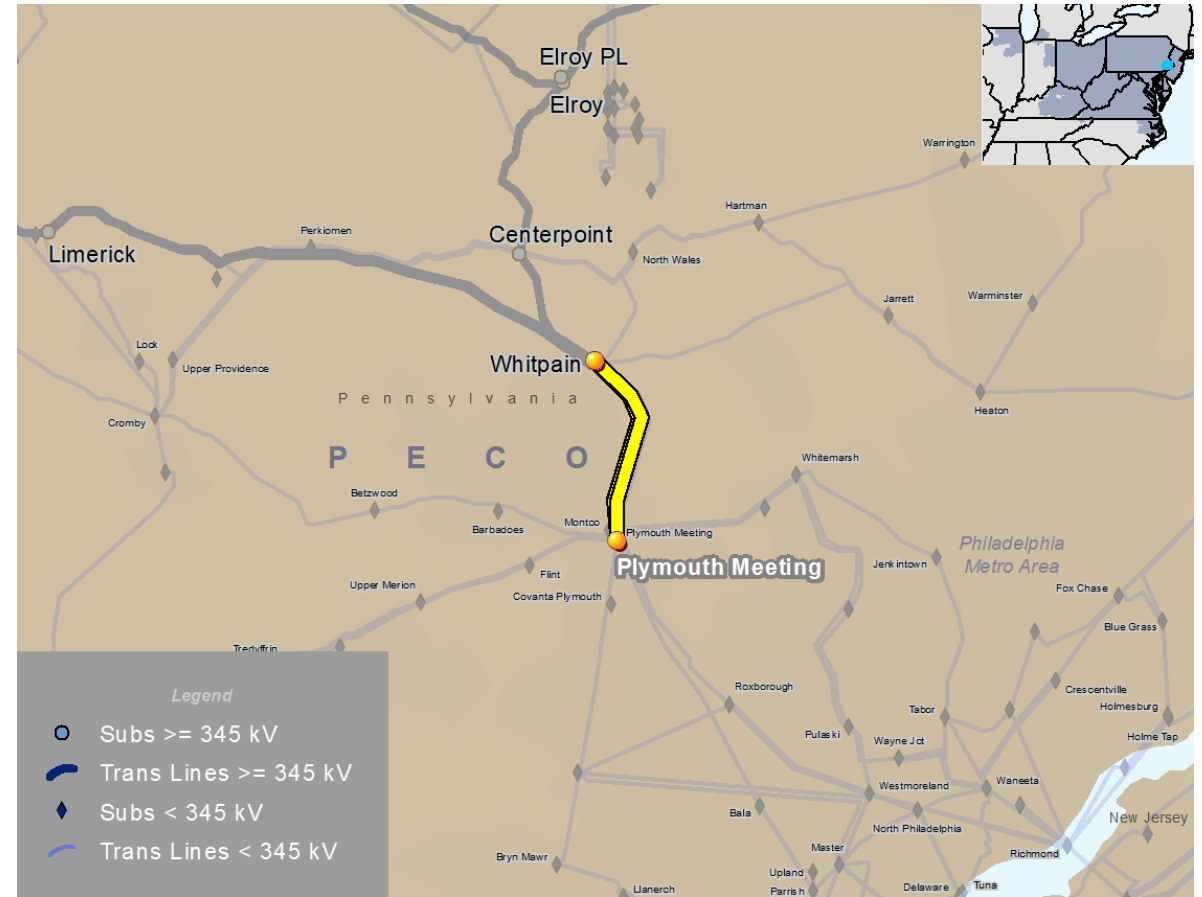 Elroy PL
Elroy
Warrington
Hartman
Limerick
Perkiomen
Centerpoint
North Wales
Jarrett
Warminster
Lock
Upper Providence
Whitpain
Pennsylvania
Heaton
Cromby
PECO
Whitemarsh
Betzwood
Barbadoes
Montco
Plymouth Meeting
Plymouth Meeting
Philadelphia
Metro Area
Jenkintown
Flint
Upper Merion
Covanta Plymouth
Fox Chase
Blue Grass
Tredyffrin
Roxborough
Crescentville
Holmesburg
Tabor
Pulaski
Wayne Jct
Holme Tap
Westmoreland
Waneeta
Bala
North Philadelphia
New Jersey
Richmond
Bryn Mawr
Master
Upland
Parrish
Llanerch
Delaware
Tuna
Legend
Subs >= 345 kV
Trans Lines >= 345 kV
Subs < 345 kV
Trans Lines < 345 kV